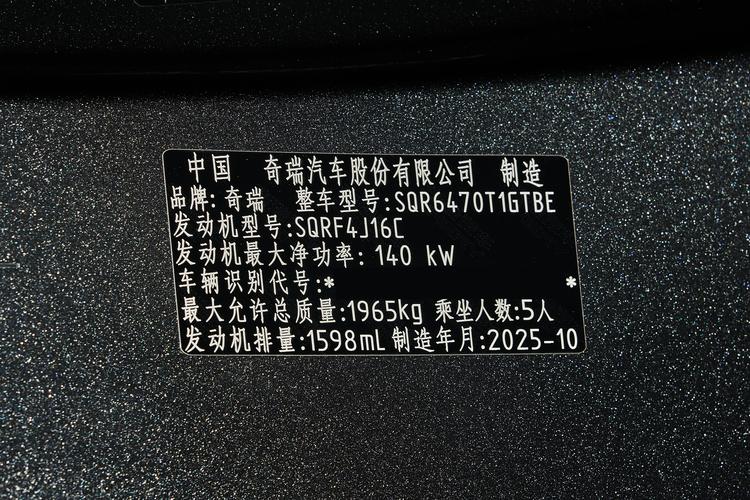 中国 奇瑞汽车股份有限公司 制造
品牌: 奇瑞 整车型号:SQR6470T1GTBE
发动机型号:SQRF4J16C
发动机最大净功率: 140 kW
车辆识别代号:* *
最大允许总质量:1965kg 乘坐人数:5人
发动机排量:1598mL 制造年月:2025-10